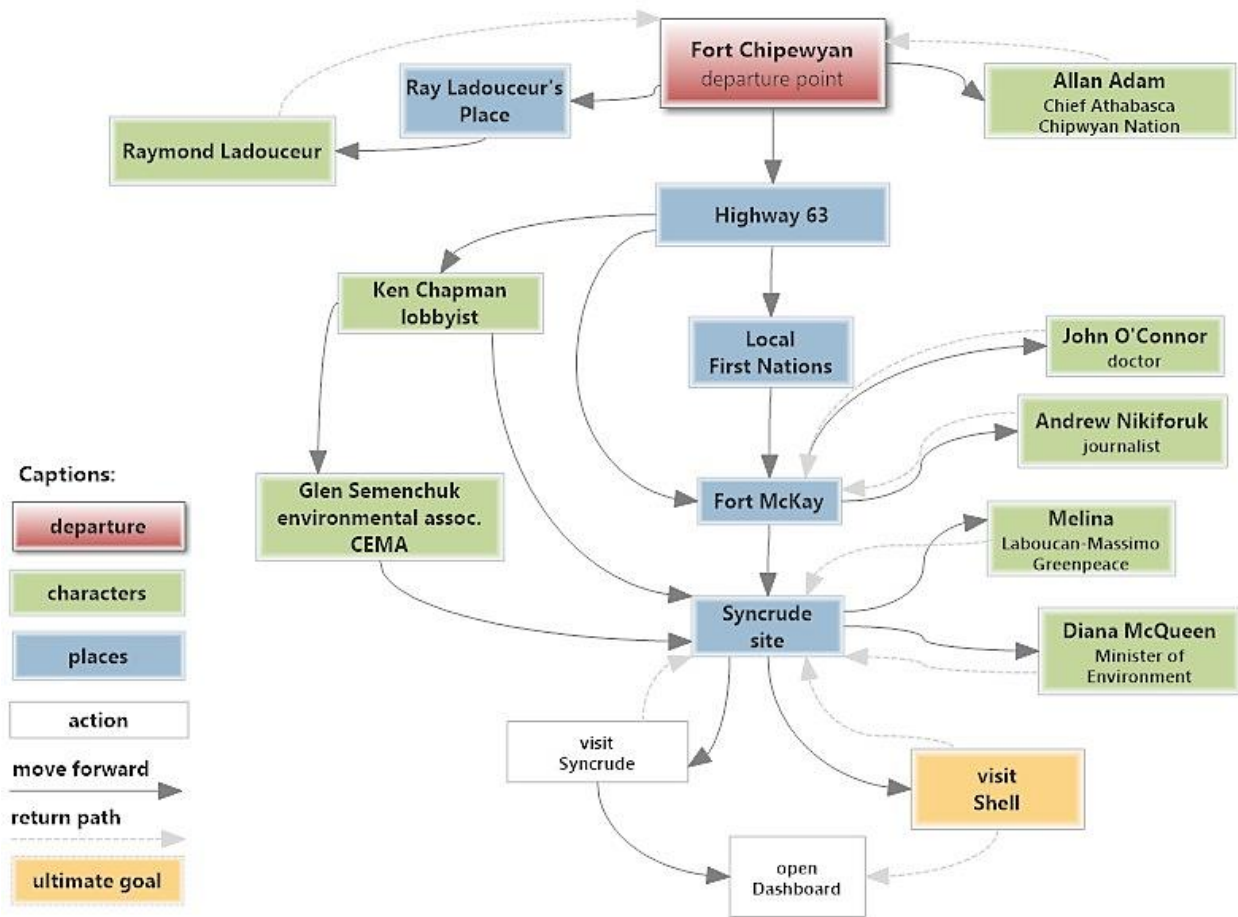 Fort Chipewyan
departure point
Ray Ladouceur's
Place
Allan Adam
Chief Athabasca
Chipwyan Nation
Raymond Ladouceur
Highway 63
Ken Chapman
lobbyist
Local
First Nations
John O'Connor
doctor
Andrew Nikiforuk
journalist
Glen Semenchuk
environmental assoc.
CEMA
Fort McKay
Melina
Laboucan-Massimo
Greenpeace
Syncrude
site
Diana McQueen
Minister of
Environment
visit
Syncrude
visit
Shell
open
Dashboard
Captions:
departure
characters
places
action
move forward
return path
ultimate goal